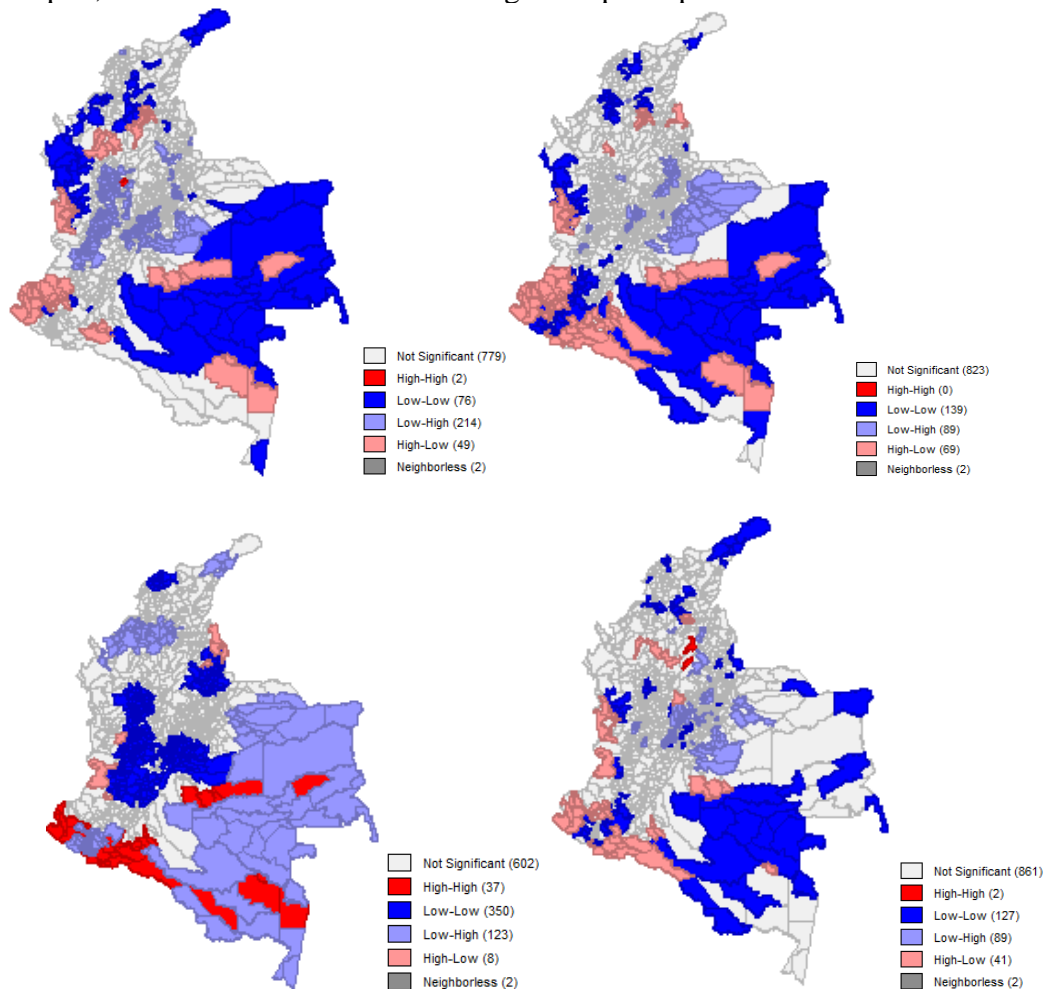 Not Significant (779)
High-High (2)
Low-Low (76)
Low-High (214)
High-Low (49)
Neighborless (2)
Not Significant (823)
High-High (0)
Low-Low (139)
Low-High (89)
High-Low (69)
Neighborless (2)
Not Significant (602)
High-High (37)
Low-Low (350)
Low-High (123)
High-Low (8)
Neighborless (2)
Not Significant (861)
High-High (2)
Low-Low (127)
Low-High (89)
High-Low (41)
Neighborless (2)